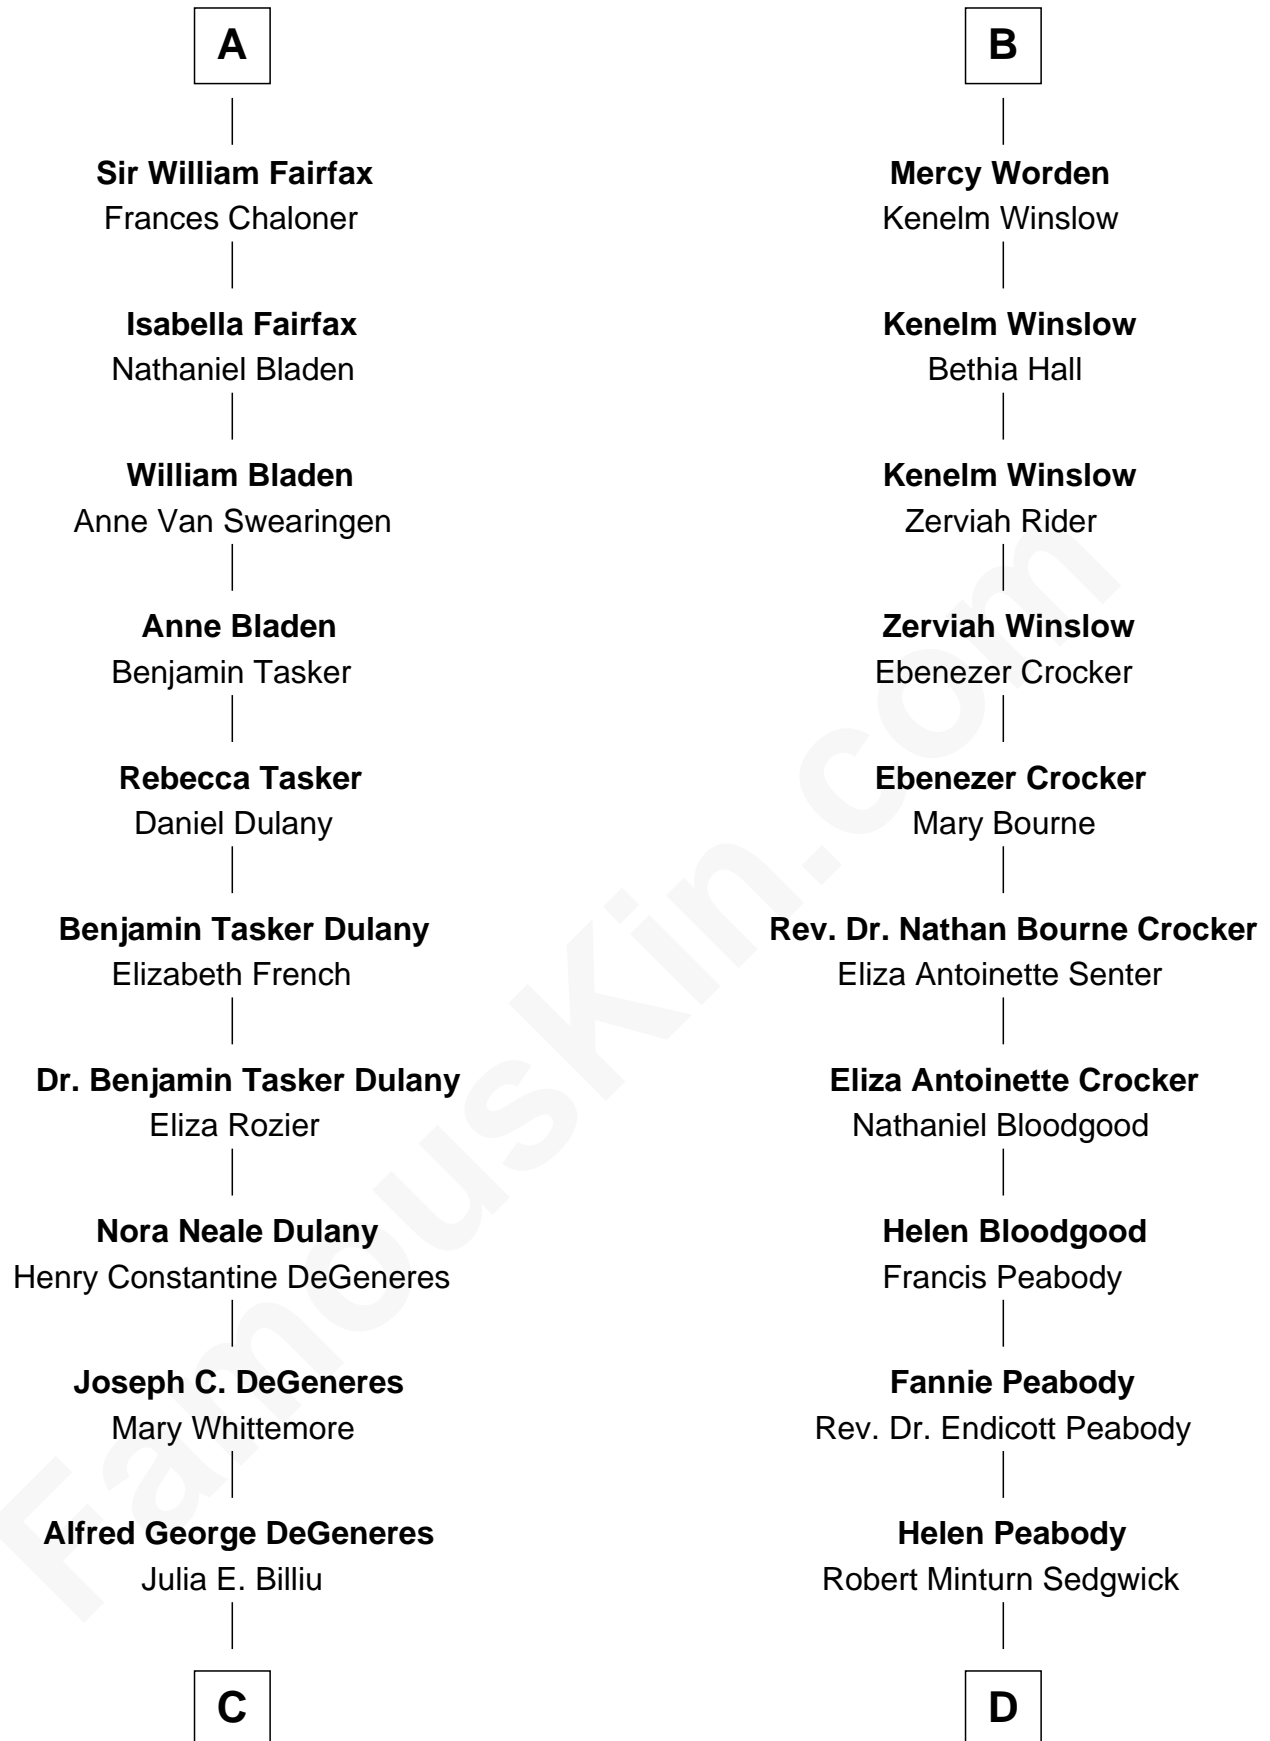 A
Sir William Fairfax
Frances Chaloner
Isabella Fairfax
Nathaniel Bladen
William Bladen
Anne Van Swearingen
Anne Bladen
Benjamin Tasker
Rebecca Tasker
Daniel Dulany
Benjamin Tasker Dulany
Elizabeth French
Dr. Benjamin Tasker Dulany
Eliza Rozier
Nora Neale Dulany
Henry Constantine DeGeneres
Joseph C. DeGeneres
Mary Whittemore
Alfred George DeGeneres
Julia E. Billiu
C
B
Mercy Worden
Kenelm Winslow
Kenelm Winslow
Bethia Hall
Kenelm Winslow
Zerviah Rider
Zerviah Winslow
Ebenezer Crocker
Ebenezer Crocker
Mary Bourne
Rev. Dr. Nathan Bourne Crocker
Eliza Antoinette Senter
Eliza Antoinette Crocker
Nathaniel Bloodgood
Helen Bloodgood
Francis Peabody
Fannie Peabody
Rev. Dr. Endicott Peabody
Helen Peabody
Robert Minturn Sedgwick
D
FamousKin.com